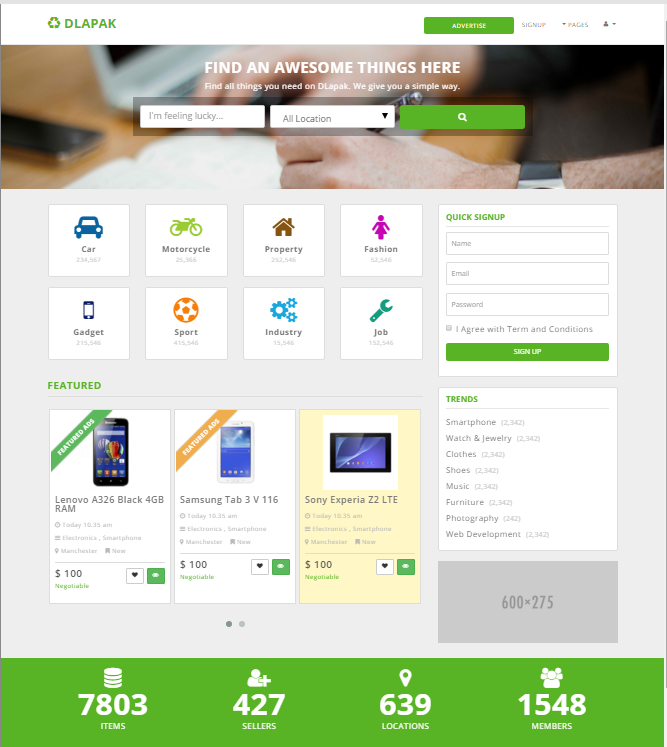 DLAPAK
ADVERTISE
SIGNUP
PAGES
FIND AN AWESOME THINGS HERE
Find all things you need on DLapak. We give you a simple way.
I'm feeling lucky...
All Location
Car
234,567
Motorcycle
25,366
Property
252,546
Fashion
52,546
Gadget
215,546
Sport
415,546
Industry
15,546
Job
152,546
QUICK SIGNUP
Name
Email
Password
I Agree with Term and Conditions
SIGN UP
FEATURED
FEATURED ADS
Lenovo A326 Black 4GB
RAM
Today 10.35 am
Electronics , Smartphone
Manchester New
$ 100
Negotiable
FEATURED ADS
Samsung Tab 3 V 116
Today 10.35 am
Electronics , Smartphone
Manchester New
$ 100
Negotiable
Sony Experia Z2 LTE
Today 10.35 am
Electronics , Smartphone
Manchester New
$ 100
Negotiable
TRENDS
Smartphone (2,342)
Watch & Jewelry (2,342)
Clothes (2,342)
Shoes (2,342)
Music (2,342)
Furniture (2,342)
Photography (242)
Web Development (2,342)
600×275
7803
ITEMS
427
SELLERS
639
LOCATIONS
1548
MEMBERS